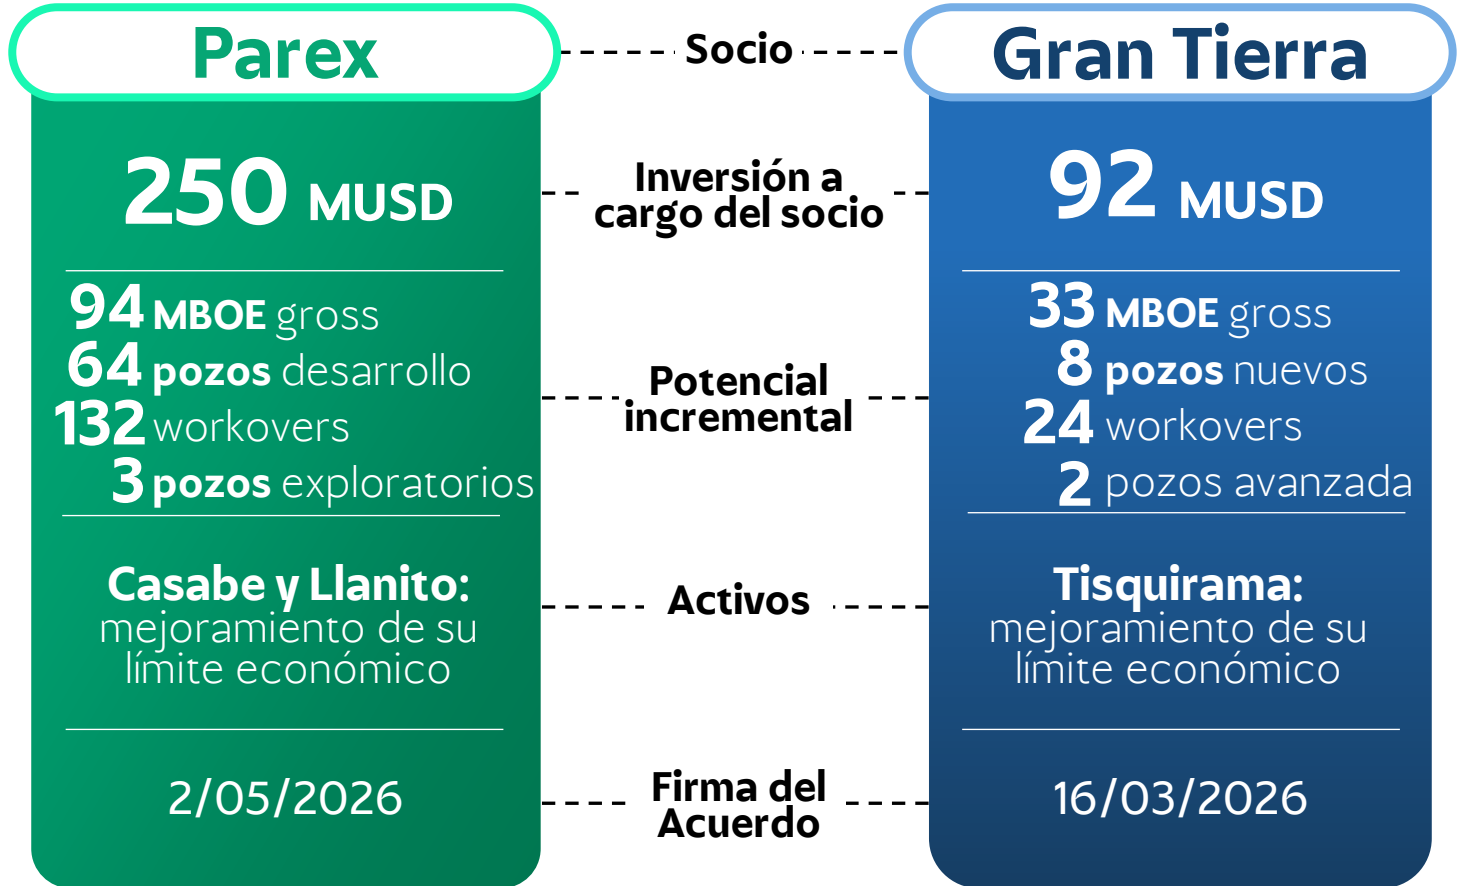 Parex
Socio
Gran Tierra
250 MUSD
Inversión a
cargo del socio
92 MUSD
94 MBOE gross
64 pozos desarrollo
132 workovers
3 pozos exploratorios
Potencial
incremental
33 MBOE gross
8 pozos nuevos
24 workovers
2 pozos avanzada
Casabe y Llanito:
mejoramiento de su
límite económico
Activos
Tisquirama:
mejoramiento de su
límite económico
2/05/2026
Firma del
Acuerdo
16/03/2026